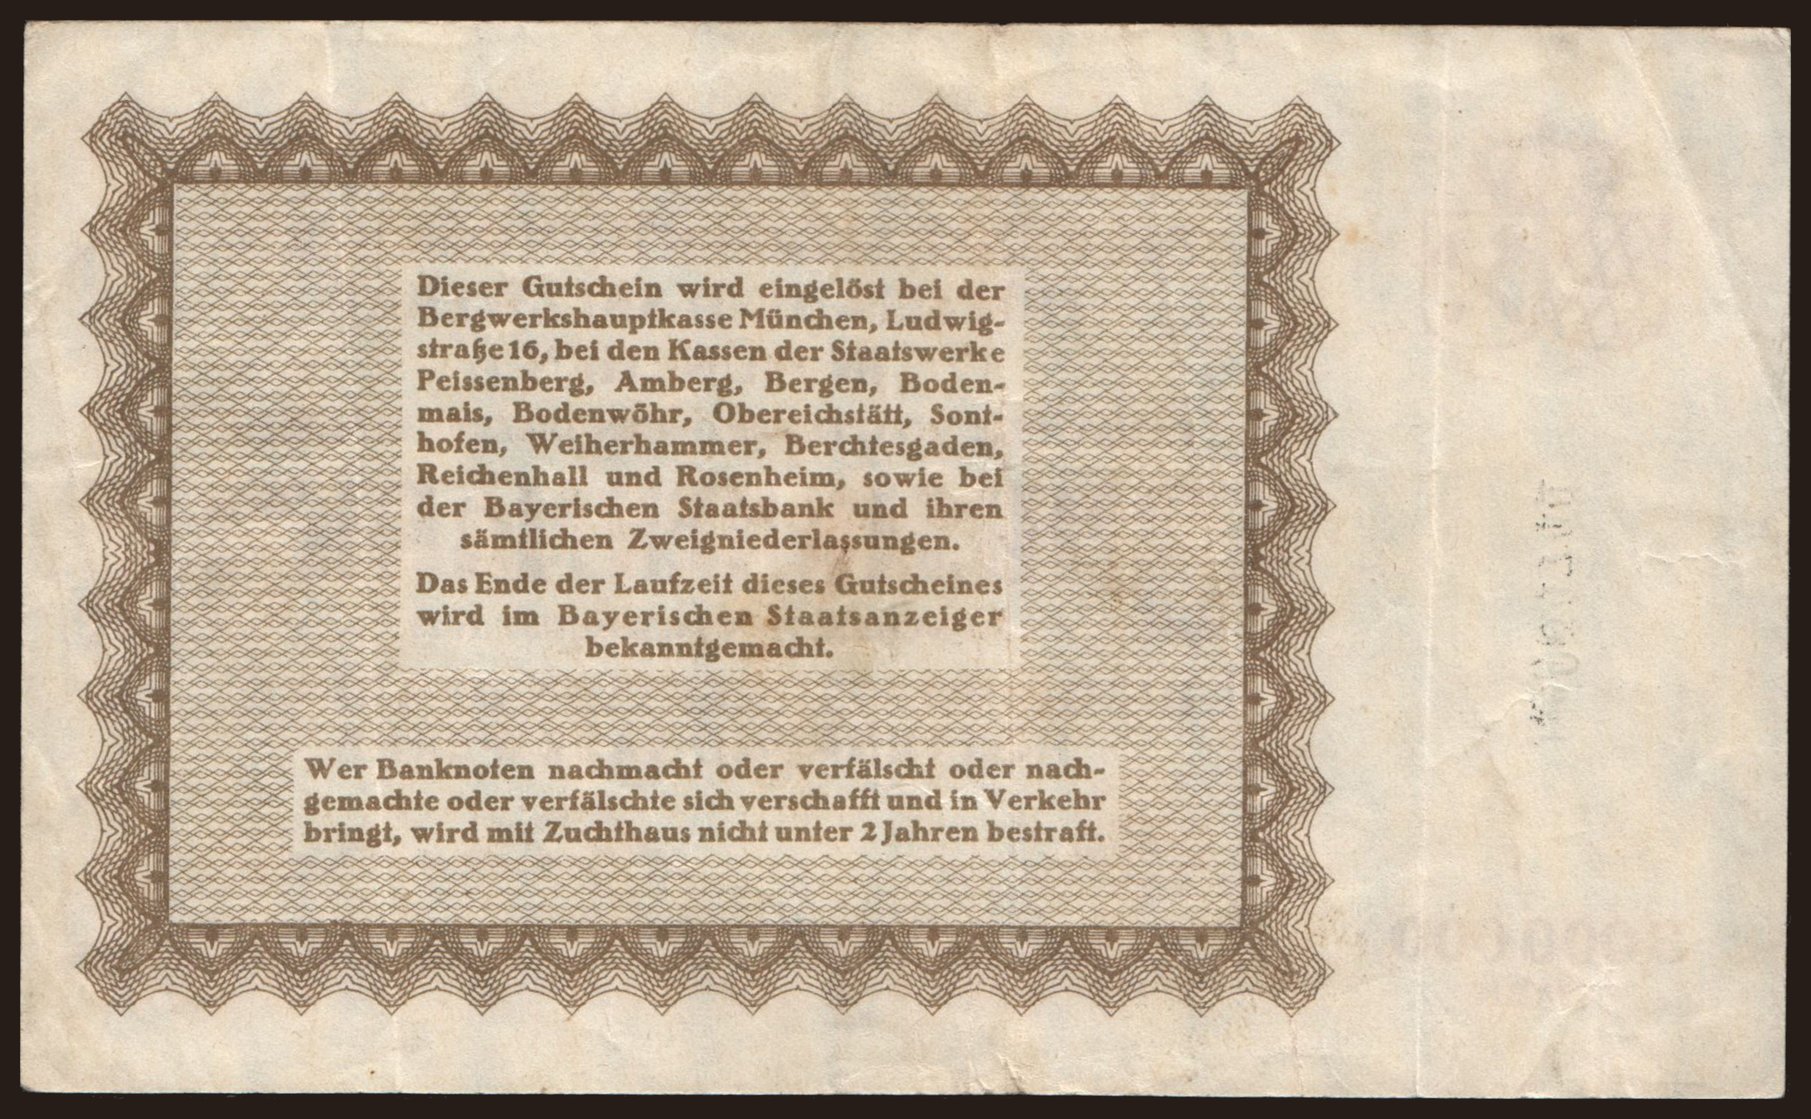 Dieser Gutschein wird eingelöst bei der
Bergwerkshauptkasse München, Ludwig-
straße 16, bei den Kassen der Staatswerke
Peissenberg, Amberg, Bergen, Boden-
mais, Bodenwöhr, Obereichstätt, Sont-
hofen, Weiherhammer, Berchtesgaden,
Reichenhall und Rosenheim, sowie bei
der Bayerischen Staatsbank und ihren
sämtlichen Zweigniederlassungen.
Das Ende der Laufzeit dieses Gutscheines
wird im Bayerischen Staatsanzeiger
bekanntgemacht.
Wer Banknoten nachmacht oder verfälscht oder nach-
gemachte oder verfälschte sich verschafft und in Verkehr
bringt, wird mit Zuchthaus nicht unter 2 Jahren bestraft.